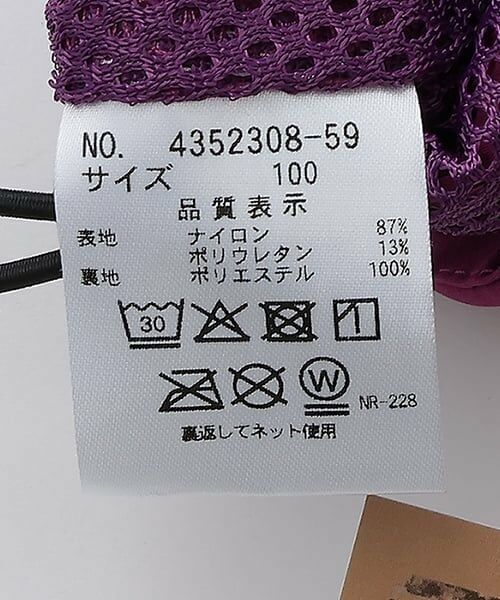 NO. 4352308-59
サイズ 100
品質表示
表地 ナイロン 87%
ポリウレタン 13%
裏地 ポリエステル 100%
30
W
NR-228
裏返してネット使用